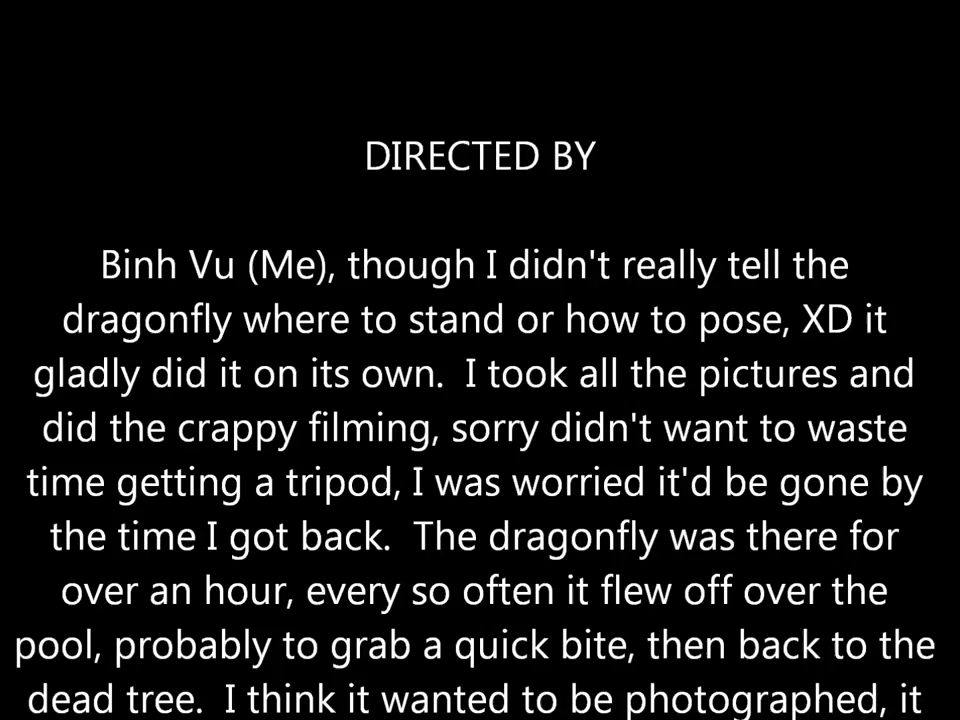 DIRECTED BY
Binh Vu (Me), though I didn't really tell the
dragonfly where to stand or how to pose, XD it
gladly did it on its own.  I took all the pictures and
did the crappy filming, sorry didn't want to waste
time getting a tripod, I was worried it'd be gone by
the time I got back.  The dragonfly was there for
over an hour, every so often it flew off over the
pool, probably to grab a quick bite, then back to the
dead tree.  I think it wanted to be photographed, it